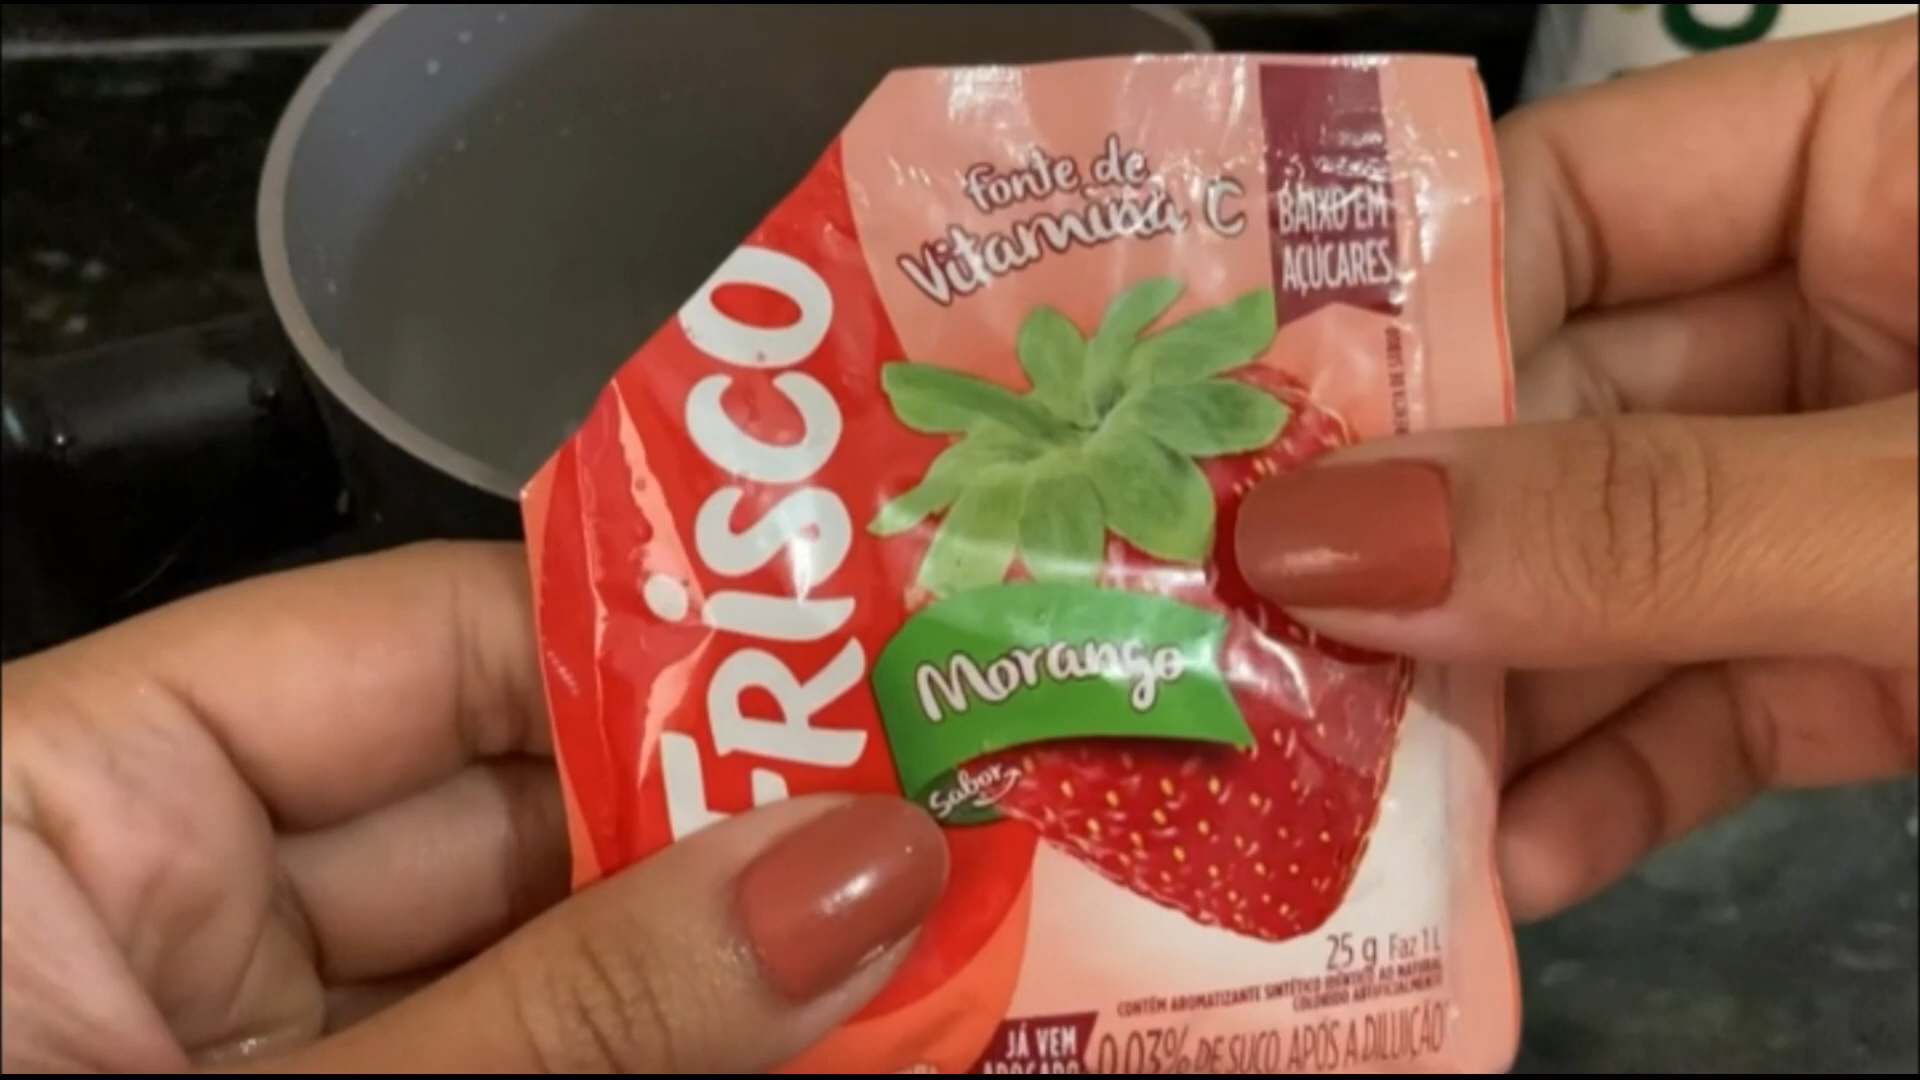 Fonte de
Vitamina C
BAIXO EM
AÇÚCARES
FRISCO
Morango
Sabor
25 g Faz 1L
CONTÉM AROMATIZANTE SINTÉTICO IDÊNTICO AO NATURAL
COLORIDO ARTIFICIALMENTE
JÁ VEM
ADOÇADO
0,03% DE SUCO APÓS A DILUIÇÃO